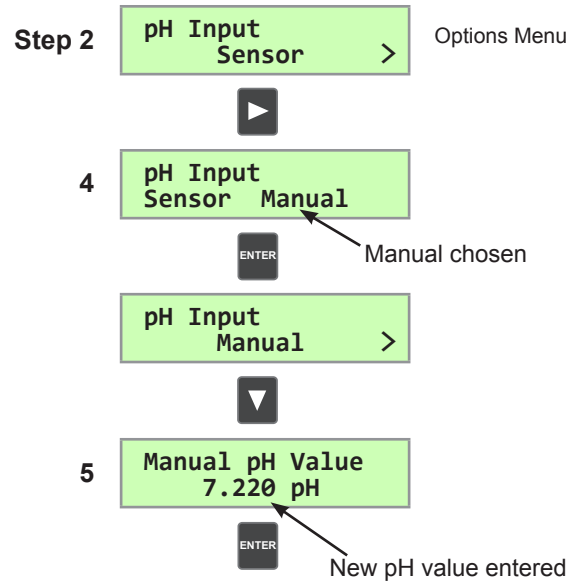 Step 2
pH Input
Sensor >
Options Menu
4
pH Input
Sensor Manual
ENTER
Manual chosen
pH Input
Manual >
5
Manual pH Value
7.220 pH
ENTER
New pH value entered